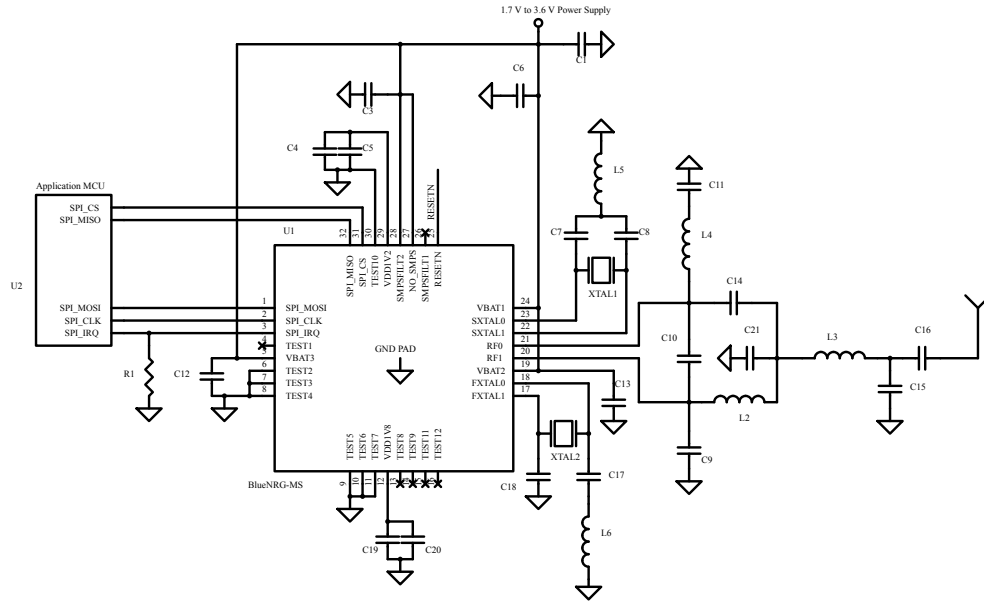 1.7 V to 3.6 V Power Supply
C1
C6
C3
C4
C5
L5
C11
Application MCU
SPI_CS
SPI_MISO
RESETN
U1
C7
C8
L4
32
31
30
29
28
27
26
25
SPI_MISO
SPI_CS
TEST10
VDD1V2
SMPSFILT2
NO_SMPS
SMPSFILT1
RESETN
XTAL1
C14
U2
SPI_MOSI
SPI_CLK
SPI_IRQ
1
2
3
4
5
6
7
8
SPI_MOSI
SPI_CLK
SPI_IRQ
TEST1
VBAT3
TEST2
TEST3
TEST4
GND PAD
VBAT1
SXTAL0
SXTAL1
RF0
RF1
VBAT2
FXTAL0
FXTAL1
24
23
22
21
20
19
18
17
C10
C21
L3
C16
R1
C12
C13
C15
L2
XTAL2
TEST5
TEST6
TEST7
VDD1V8
TEST8
TEST9
TEST11
TEST12
9
10
11
12
13
BlueNRG-MS
C18
C17
C9
C19
C20
L6